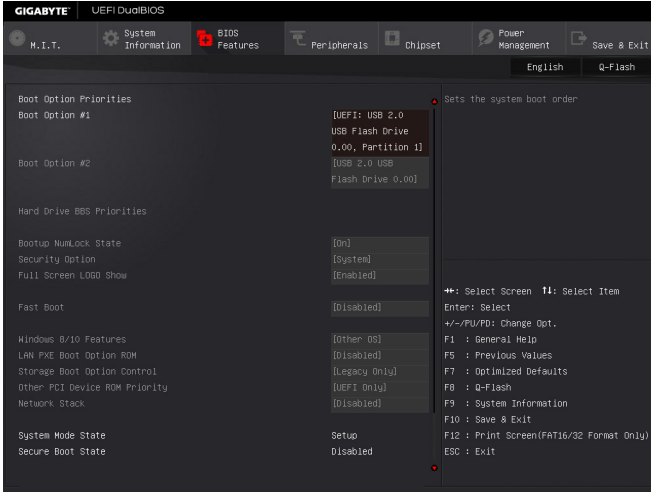 GIGABYTE™ UEFI DualBIOS
M.I.T. System Information BIOS Features Peripherals Chipset Power Management Save & Exit
English Q-Flash
Boot Option Priorities
Boot Option #1 [UEFI: USB 2.0
USB Flash Drive
0.00, Partition 1]
Boot Option #2 [USB 2.0 USB
Flash Drive 0.00]
Hard Drive BBS Priorities
Bootup NumLock State [On]
Security Option [System]
Full Screen LOGO Show [Enabled]
Fast Boot [Disabled]
Windows 8/10 Features [Other OS]
LAN PXE Boot Option ROM [Disabled]
Storage Boot Option Control [Legacy Only]
Other PCI Device ROM Priority [UEFI Only]
Network Stack [Disabled]
System Mode State Setup
Secure Boot State Disabled
Sets the system boot order
→←: Select Screen ↑↓: Select Item
Enter: Select
+/-/PU/PD: Change Opt.
F1 : General Help
F5 : Previous Values
F7 : Optimized Defaults
F8 : Q-Flash
F9 : System Information
F10 : Save & Exit
F12 : Print Screen(FAT16/32 Format Only)
ESC : Exit